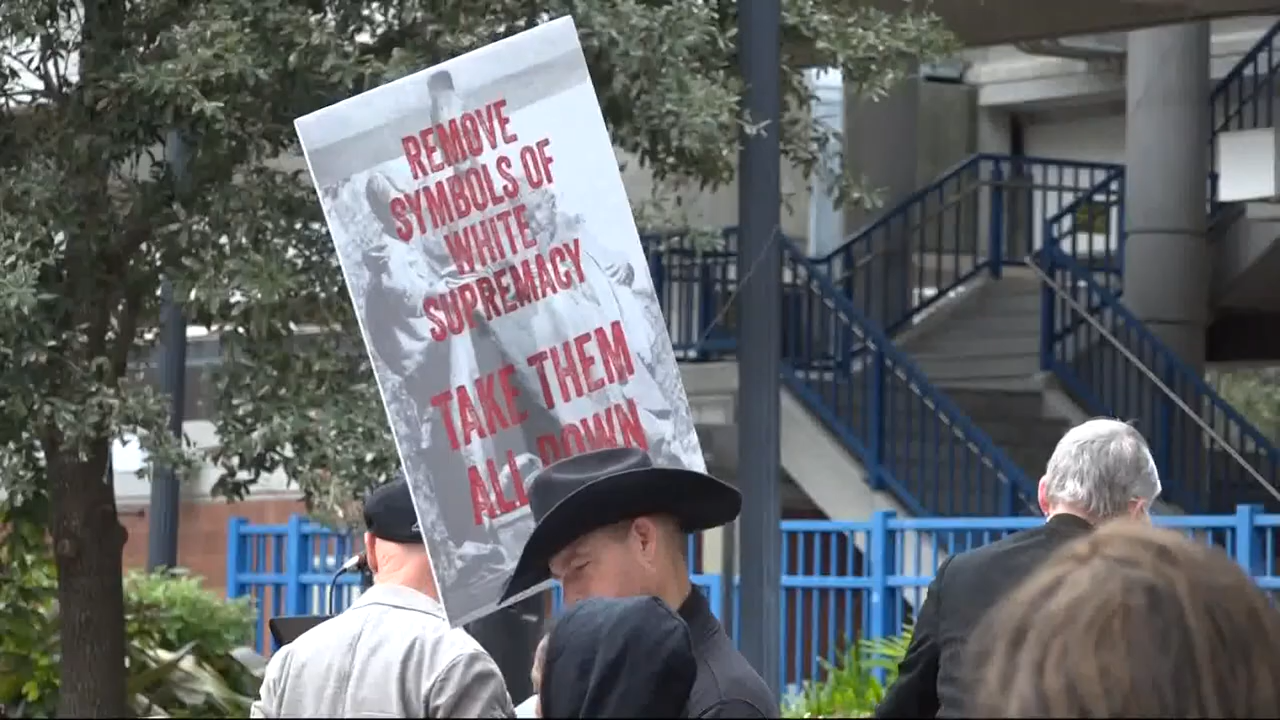 REMOVE
SYMBOLS OF
WHITE
SUPREMACY
TAKE THEM
ALL DOWN